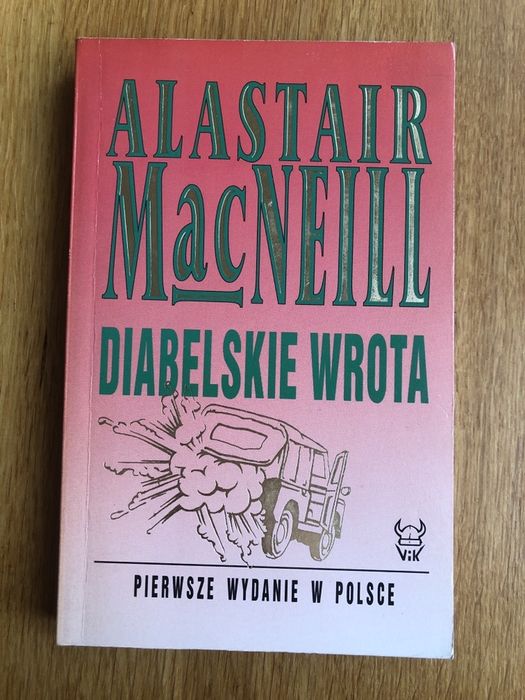 ALASTAIR
MacNEILL
DIABELSKIE WROTA
ViK
PIERWSZE WYDANIE W POLSCE